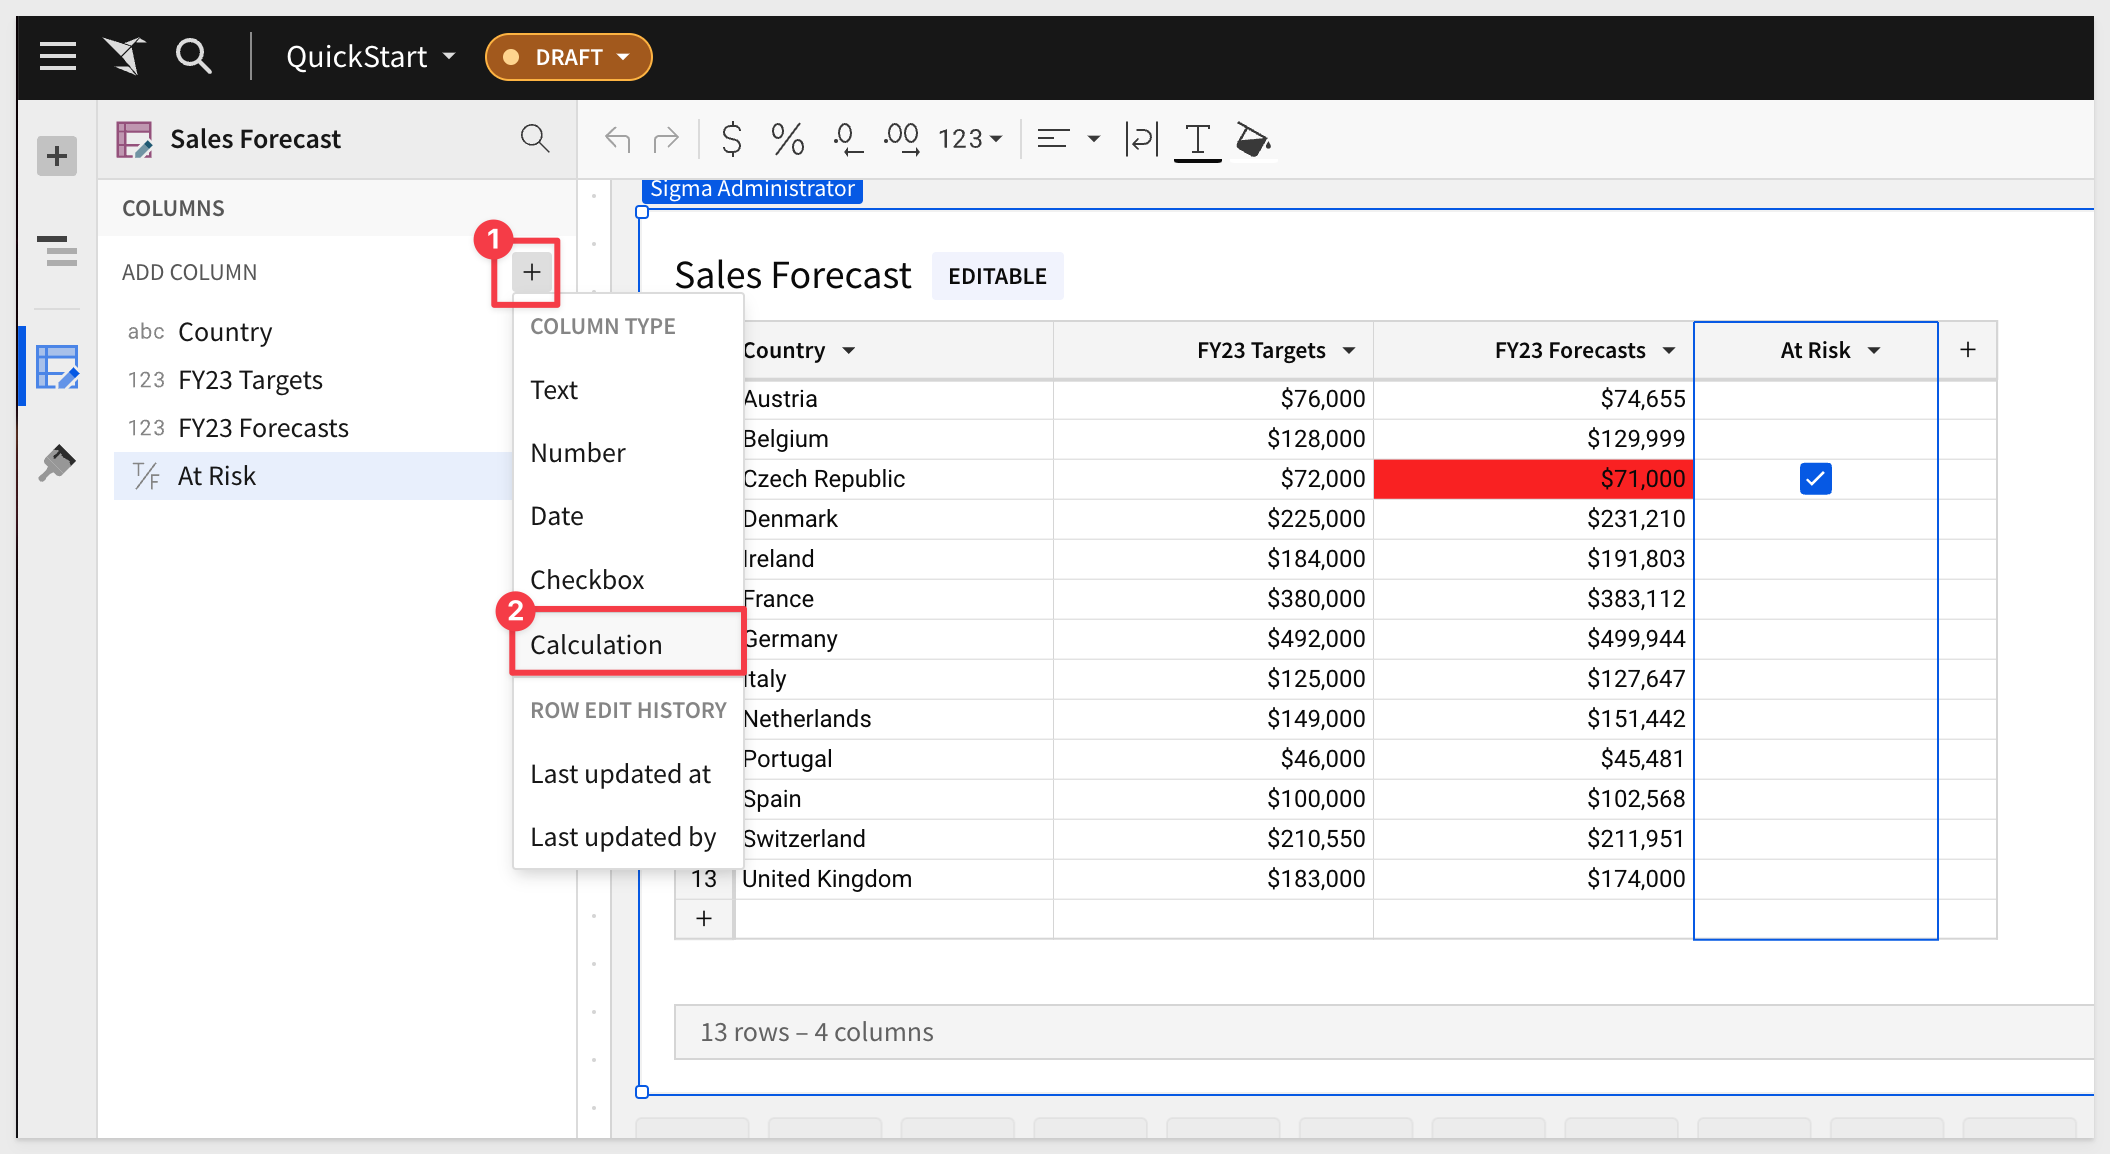 QuickStart DRAFT
Sales Forecast
$ % .0 .00 123
COLUMNS
ADD COLUMN
abc Country
123 FY23 Targets
123 FY23 Forecasts
T/F At Risk
1
+
COLUMN TYPE
Text
Number
Date
Checkbox
2
Calculation
ROW EDIT HISTORY
Last updated at
Last updated by
Sigma Administrator
Sales Forecast EDITABLE
Country FY23 Targets FY23 Forecasts At Risk +
Austria $76,000 $74,655
Belgium $128,000 $129,999
Czech Republic $72,000 $71,000
Denmark $225,000 $231,210
Ireland $184,000 $191,803
France $380,000 $383,112
Germany $492,000 $499,944
Italy $125,000 $127,647
Netherlands $149,000 $151,442
Portugal $46,000 $45,481
Spain $100,000 $102,568
Switzerland $210,550 $211,951
13 United Kingdom $183,000 $174,000
+
13 rows – 4 columns